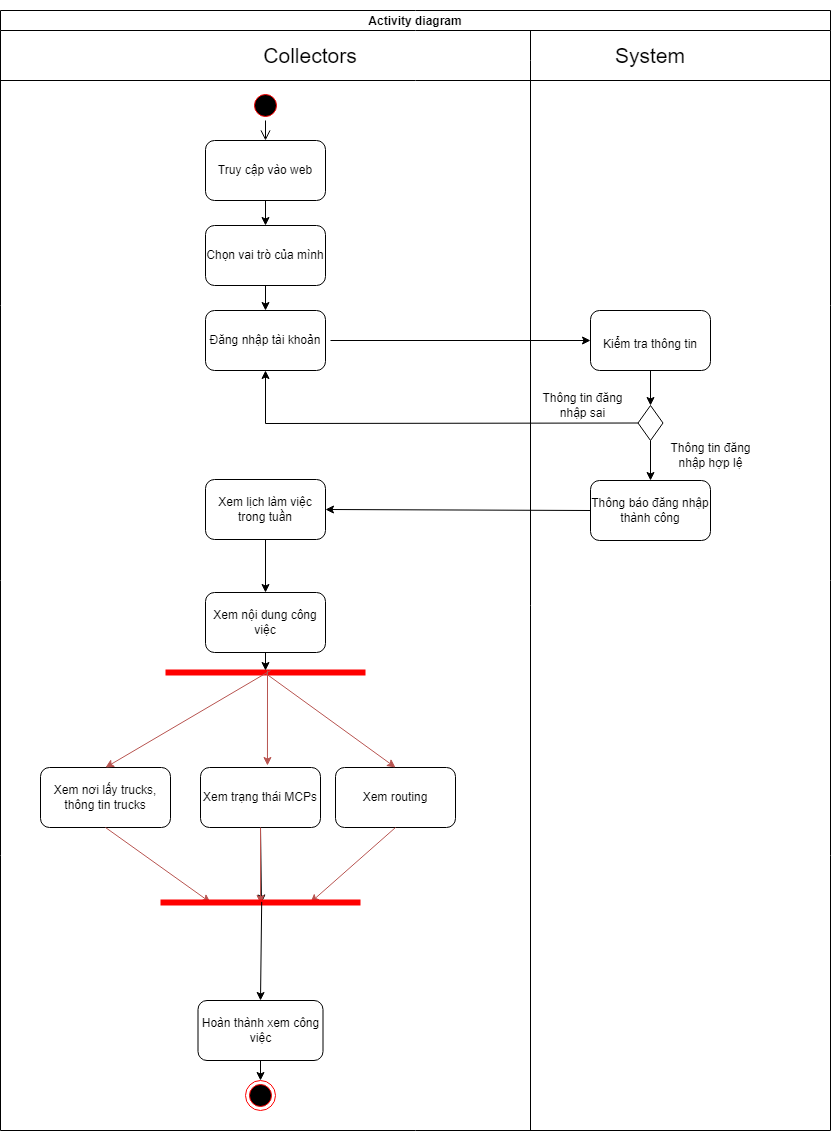 Activity diagram
Collectors
System
Truy cập vào web
Chọn vai trò của mình
Đăng nhập tài khoản
Kiểm tra thông tin
Thông tin đăng
nhập sai
Thông tin đăng
nhập hợp lệ
Xem lịch làm việc
trong tuần
Thông báo đăng nhập
thành công
Xem nội dung công
việc
Xem nơi lấy trucks,
thông tin trucks
Xem trạng thái MCPs
Xem routing
Hoàn thành xem công
việc